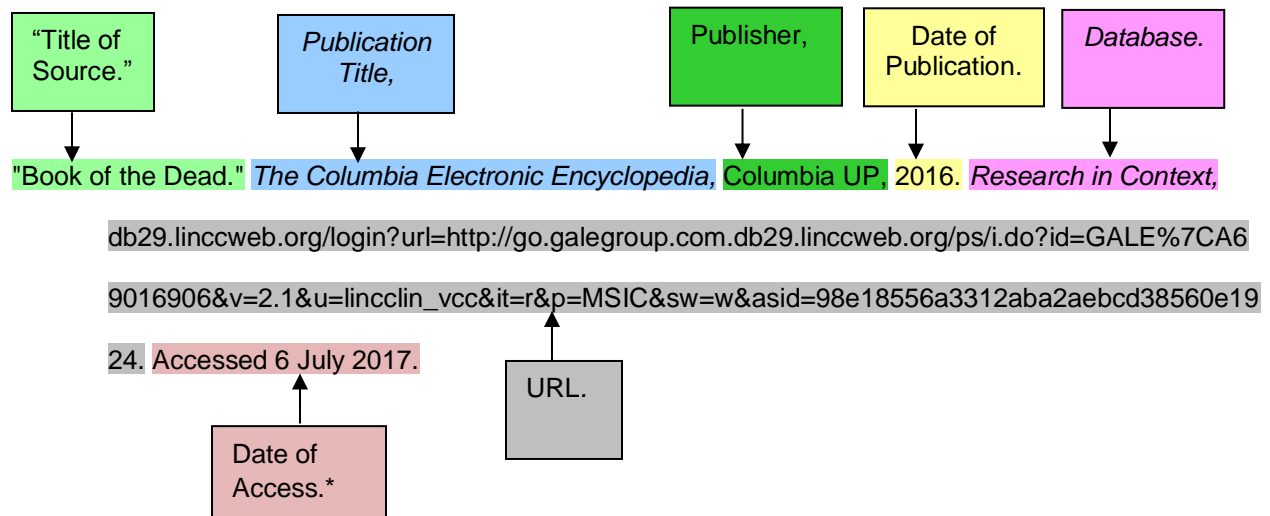 “Title of
Source.”
Publication
Title,
Publisher,
Date of
Publication.
Database.
"Book of the Dead." The Columbia Electronic Encyclopedia, Columbia UP, 2016. Research in Context,
db29.linccweb.org/login?url=http://go.galegroup.com.db29.linccweb.org/ps/i.do?id=GALE%7CA6
9016906&v=2.1&u=lincclin_vcc&it=r&p=MSIC&sw=w&asid=98e18556a3312aba2aebcd38560e19
24. Accessed 6 July 2017.
URL.
Date of
Access.*